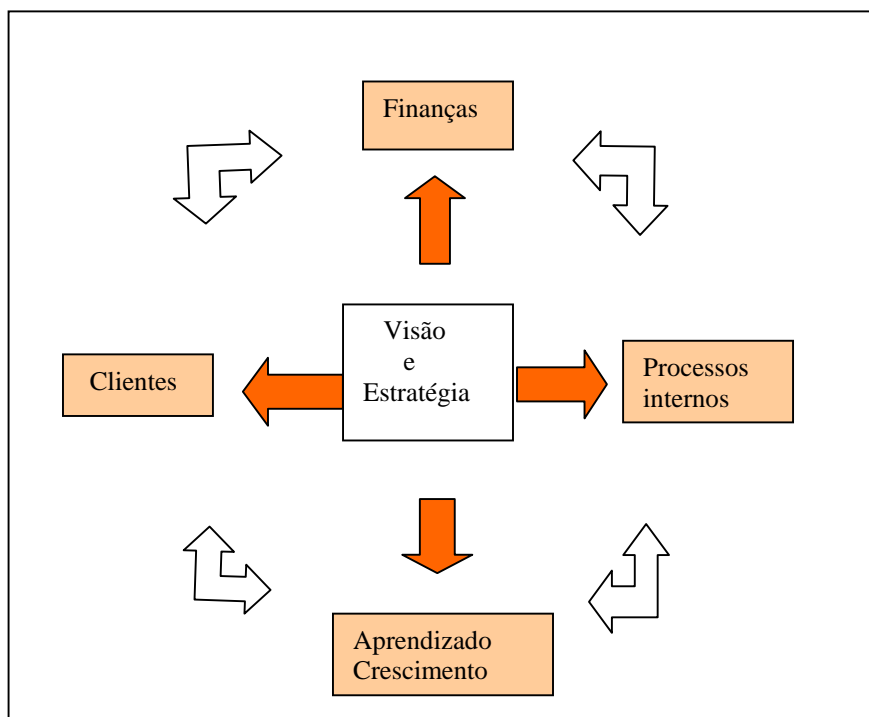 Finanças
Visão
e
Estratégia
Clientes
Processos
internos
Aprendizado
Crescimento